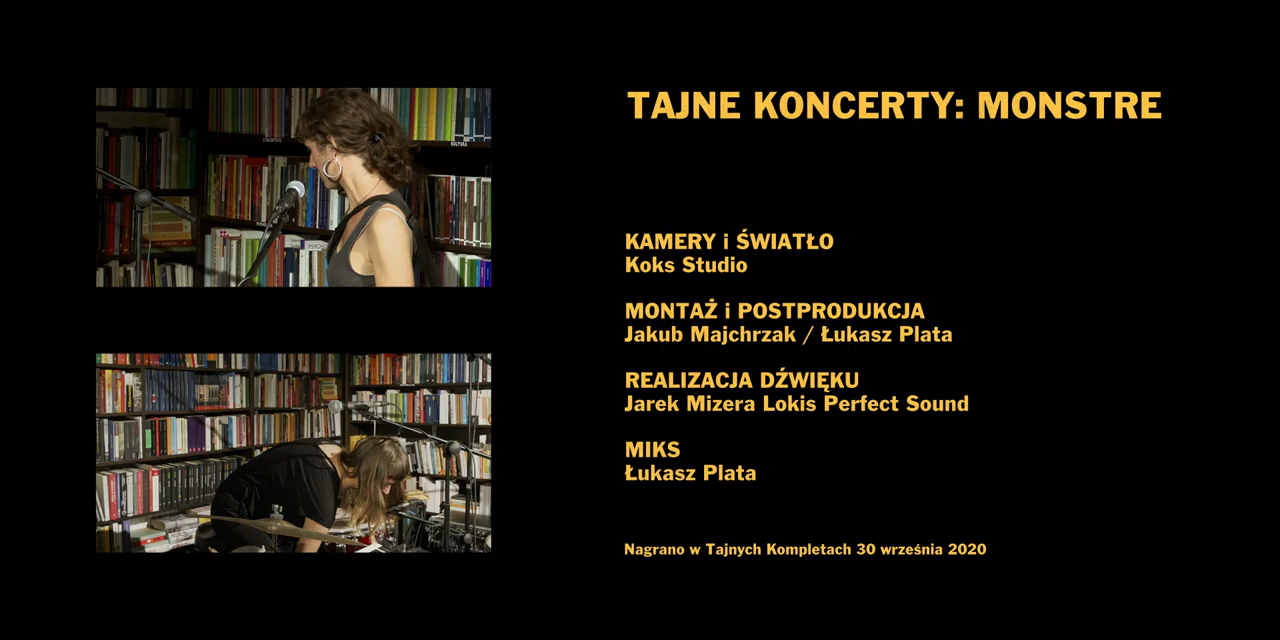 TAJNE KONCERTY: MONSTRE
KAMERY i ŚWIATŁO
Koks Studio
MONTAŻ i POSTPRODUKCJA
Jakub Majchrzak / Łukasz Plata
REALIZACJA DŹWIĘKU
Jarek Mizera Lokis Perfect Sound
MIKS
Łukasz Plata
Nagrano w Tajnych Kompletach 30 września 2020
KULTURA